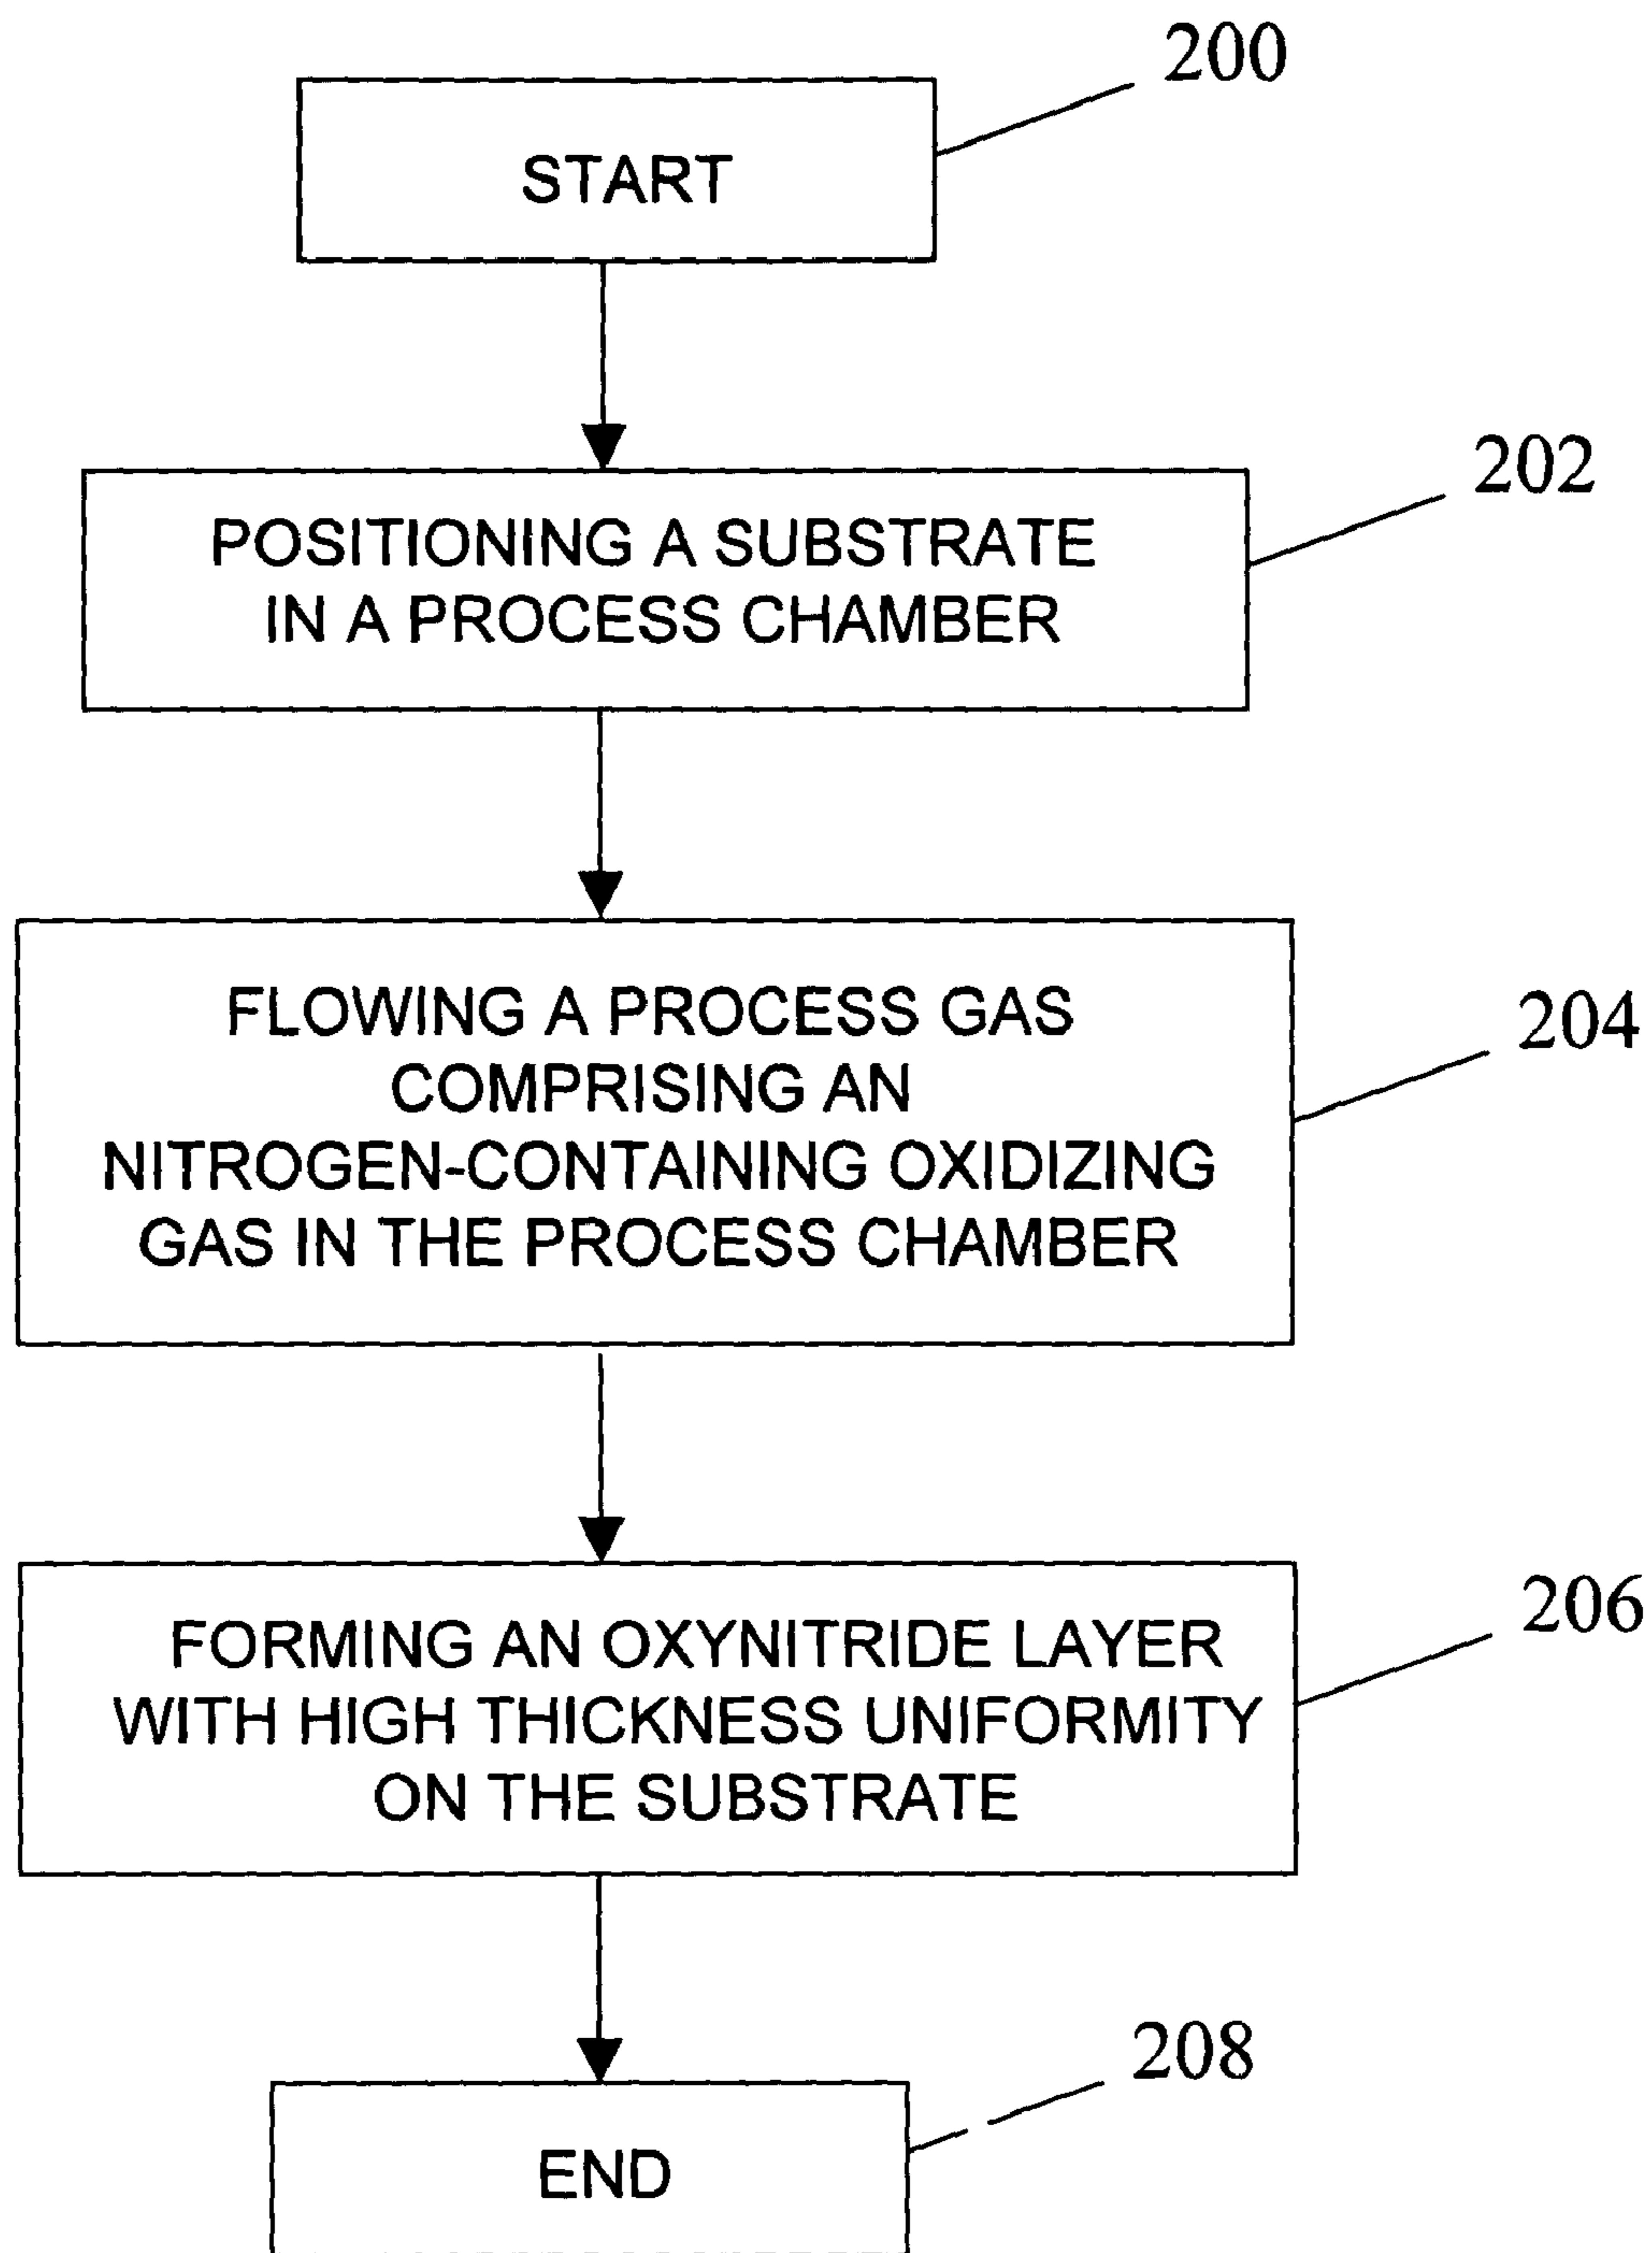 200
START
202
POSITIONING A SUBSTRATE
IN A PROCESS CHAMBER
204
FLOWING A PROCESS GAS
COMPRISING AN
NITROGEN-CONTAINING OXIDIZING
GAS IN THE PROCESS CHAMBER
206
FORMING AN OXYNITRIDE LAYER
WITH HIGH THICKNESS UNIFORMITY
ON THE SUBSTRATE
208
END